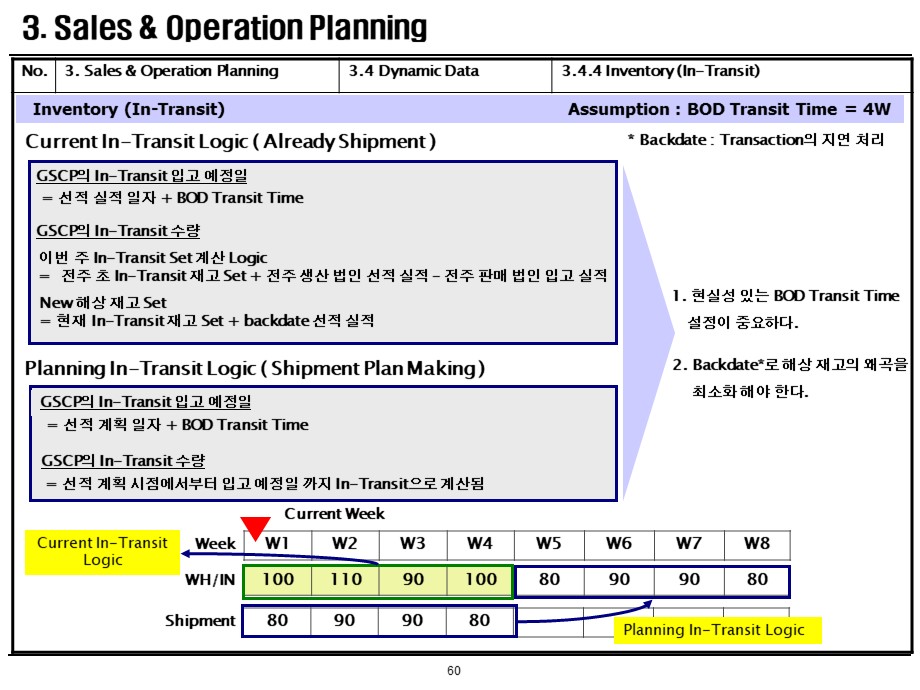 3. Sales & Operation Planning
No. 3. Sales & Operation Planning 3.4 Dynamic Data 3.4.4 Inventory(In-Transit)
Inventory (In-Transit) Assumption : BOD Transit Time = 4W
Current In-Transit Logic ( Already Shipment )
* Backdate : Transaction의 지연 처리
GSCP의 In-Transit 입고 예정일
= 선적 실적 일자 + BOD Transit Time
GSCP의 In-Transit 수량
이번 주 In-Transit Set 계산 Logic
= 전주 초 In-Transit 재고 Set + 전주 생산 법인 선적 실적 - 전주 판매 법인 입고 실적
New 해상 재고 Set
= 현재 In-Transit 재고 Set + backdate 선적 실적
1. 현실성 있는 BOD Transit Time
설정이 중요하다.
2. Backdate*로 해상 재고의 왜곡을
최소화 해야 한다.
Planning In-Transit Logic ( Shipment Plan Making )
GSCP의 In-Transit 입고 예정일
= 선적 계획 일자 + BOD Transit Time
GSCP의 In-Transit 수량
= 선적 계획 시점에서부터 입고 예정일 까지 In-Transit으로 계산됨
Current Week
Current In-Transit
Logic
Week W1 W2 W3 W4 W5 W6 W7 W8
WH/IN 100 110 90 100 80 90 90 80
Shipment 80 90 90 80
Planning In-Transit Logic
60